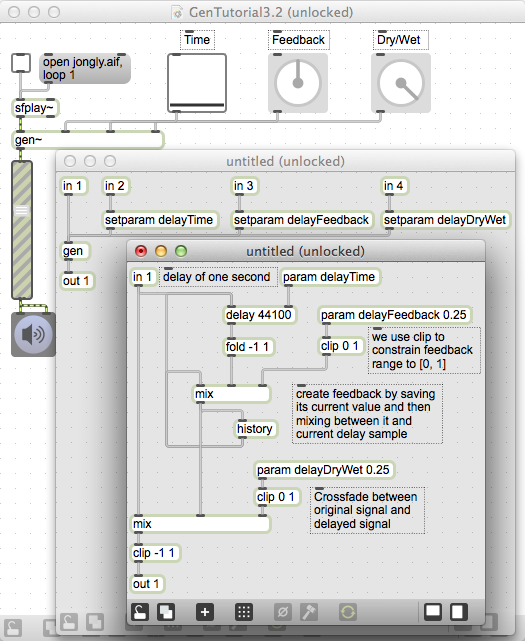 GenTutorial3.2 (unlocked)
Time
Feedback
Dry/Wet
open jongly.aif,
loop 1
sfplay~
gen~
untitled (unlocked)
in 1
in 2
in 3
in 4
setparam delayTime
setparam delayFeedback
setparam delayDryWet
gen
out 1
untitled (unlocked)
in 1
delay of one second
param delayTime
delay 44100
param delayFeedback 0.25
fold -1 1
clip 0 1
we use clip to
constrain feedback
range to [0, 1]
mix
create feedback by saving
its current value and then
mixing between it and
current delay sample
history
param delayDryWet 0.25
clip 0 1
Crossfade between
original signal and
delayed signal
mix
clip -1 1
out 1